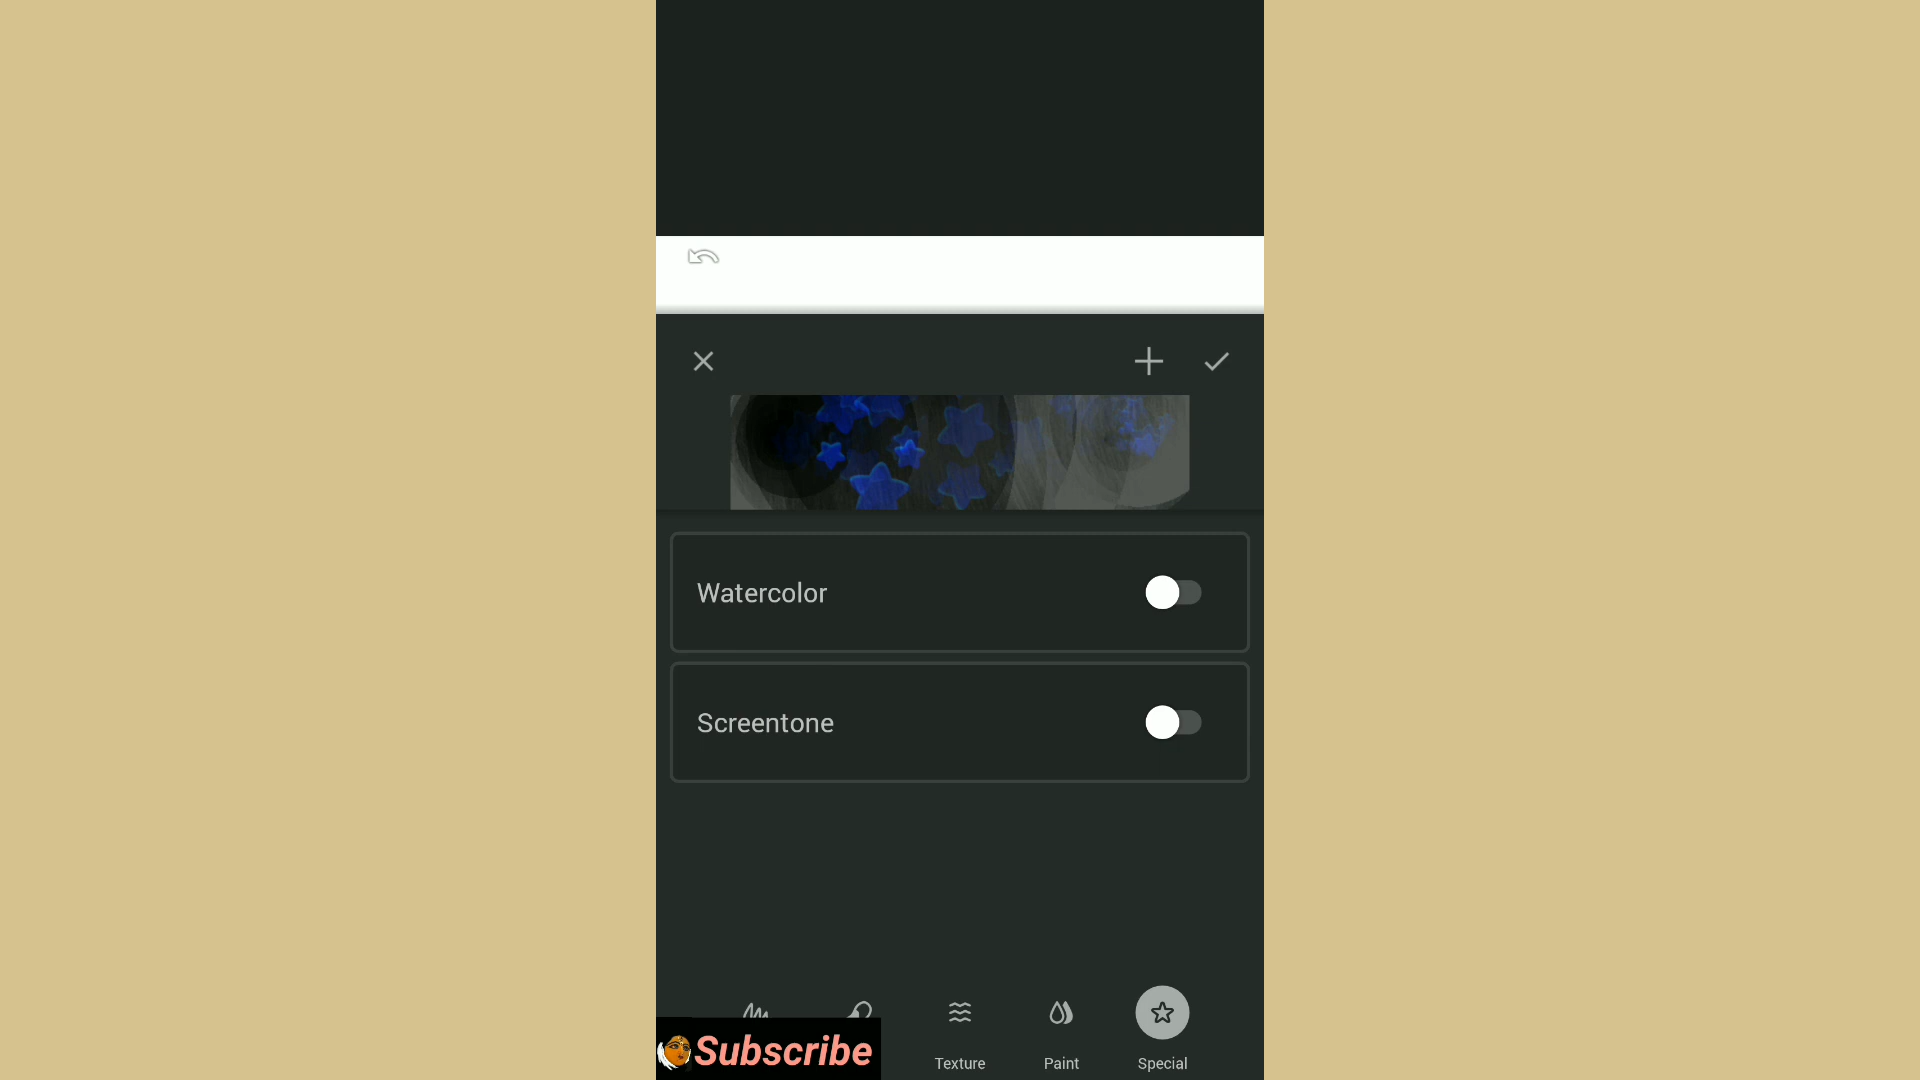 Watercolor
Screentone
Subscribe
Texture
Paint
Special